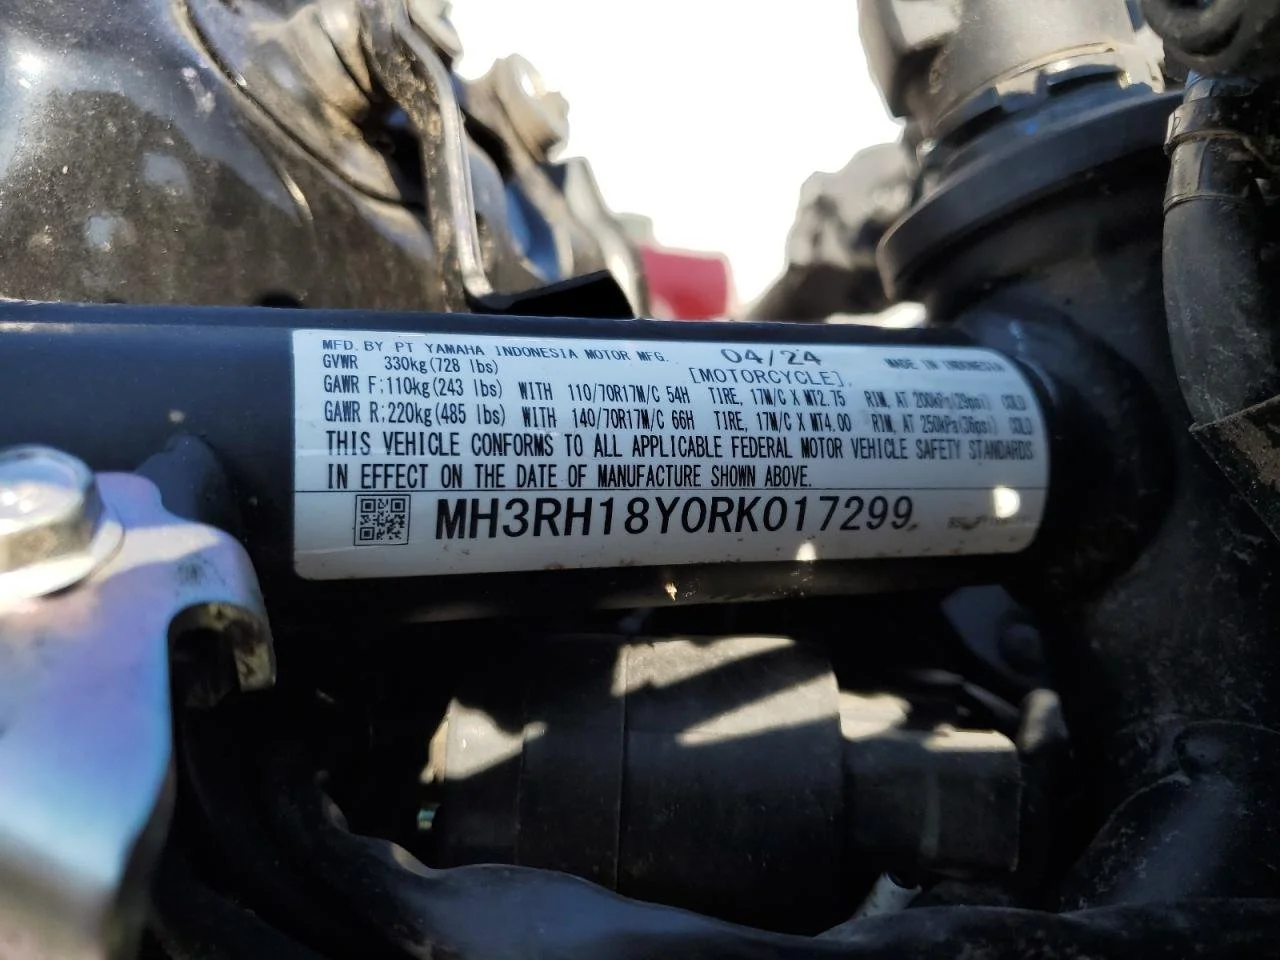 MFD. BY PT YAMAHA INDONESIA MOTOR MFG. 04/24 MADE IN INDONESIA
GVWR 330kg(728 lbs) [MOTORCYCLE],
GAWR F;110kg(243 lbs) WITH 110/70R17M/C 54H TIRE, 17M/C X MT2.75 RIM, AT 200kPa(29psi) COLD
GAWR R;220kg(485 lbs) WITH 140/70R17M/C 66H TIRE, 17M/C X MT4.00 RIM, AT 250kPa(36psi) COLD
THIS VEHICLE CONFORMS TO ALL APPLICABLE FEDERAL MOTOR VEHICLE SAFETY STANDARDS
IN EFFECT ON THE DATE OF MANUFACTURE SHOWN ABOVE.
MH3RH18Y0RK017299